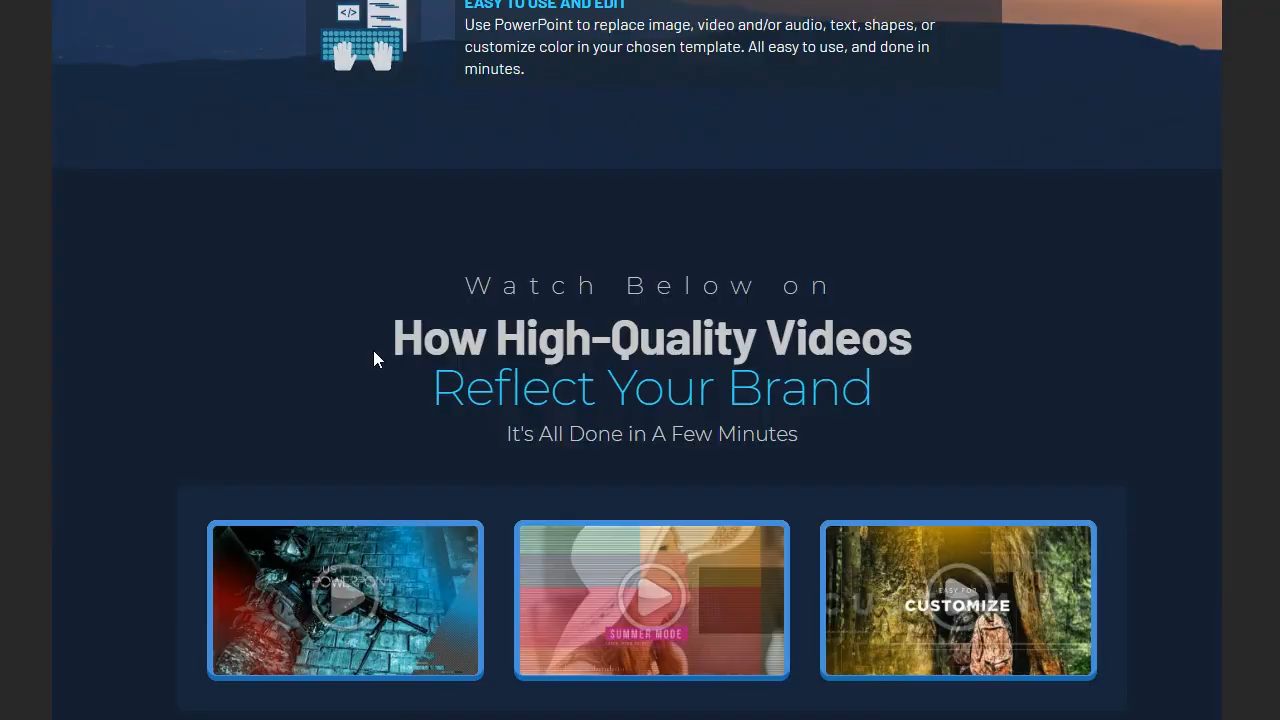 EASY TO USE AND EDIT
Use PowerPoint to replace image, video and/or audio, text, shapes, or
customize color in your chosen template. All easy to use, and done in
minutes.
</>
Watch Below on
How High-Quality Videos
Reflect Your Brand
It's All Done in A Few Minutes
SUMMER MODE
EASY FOR
CUSTOMIZE